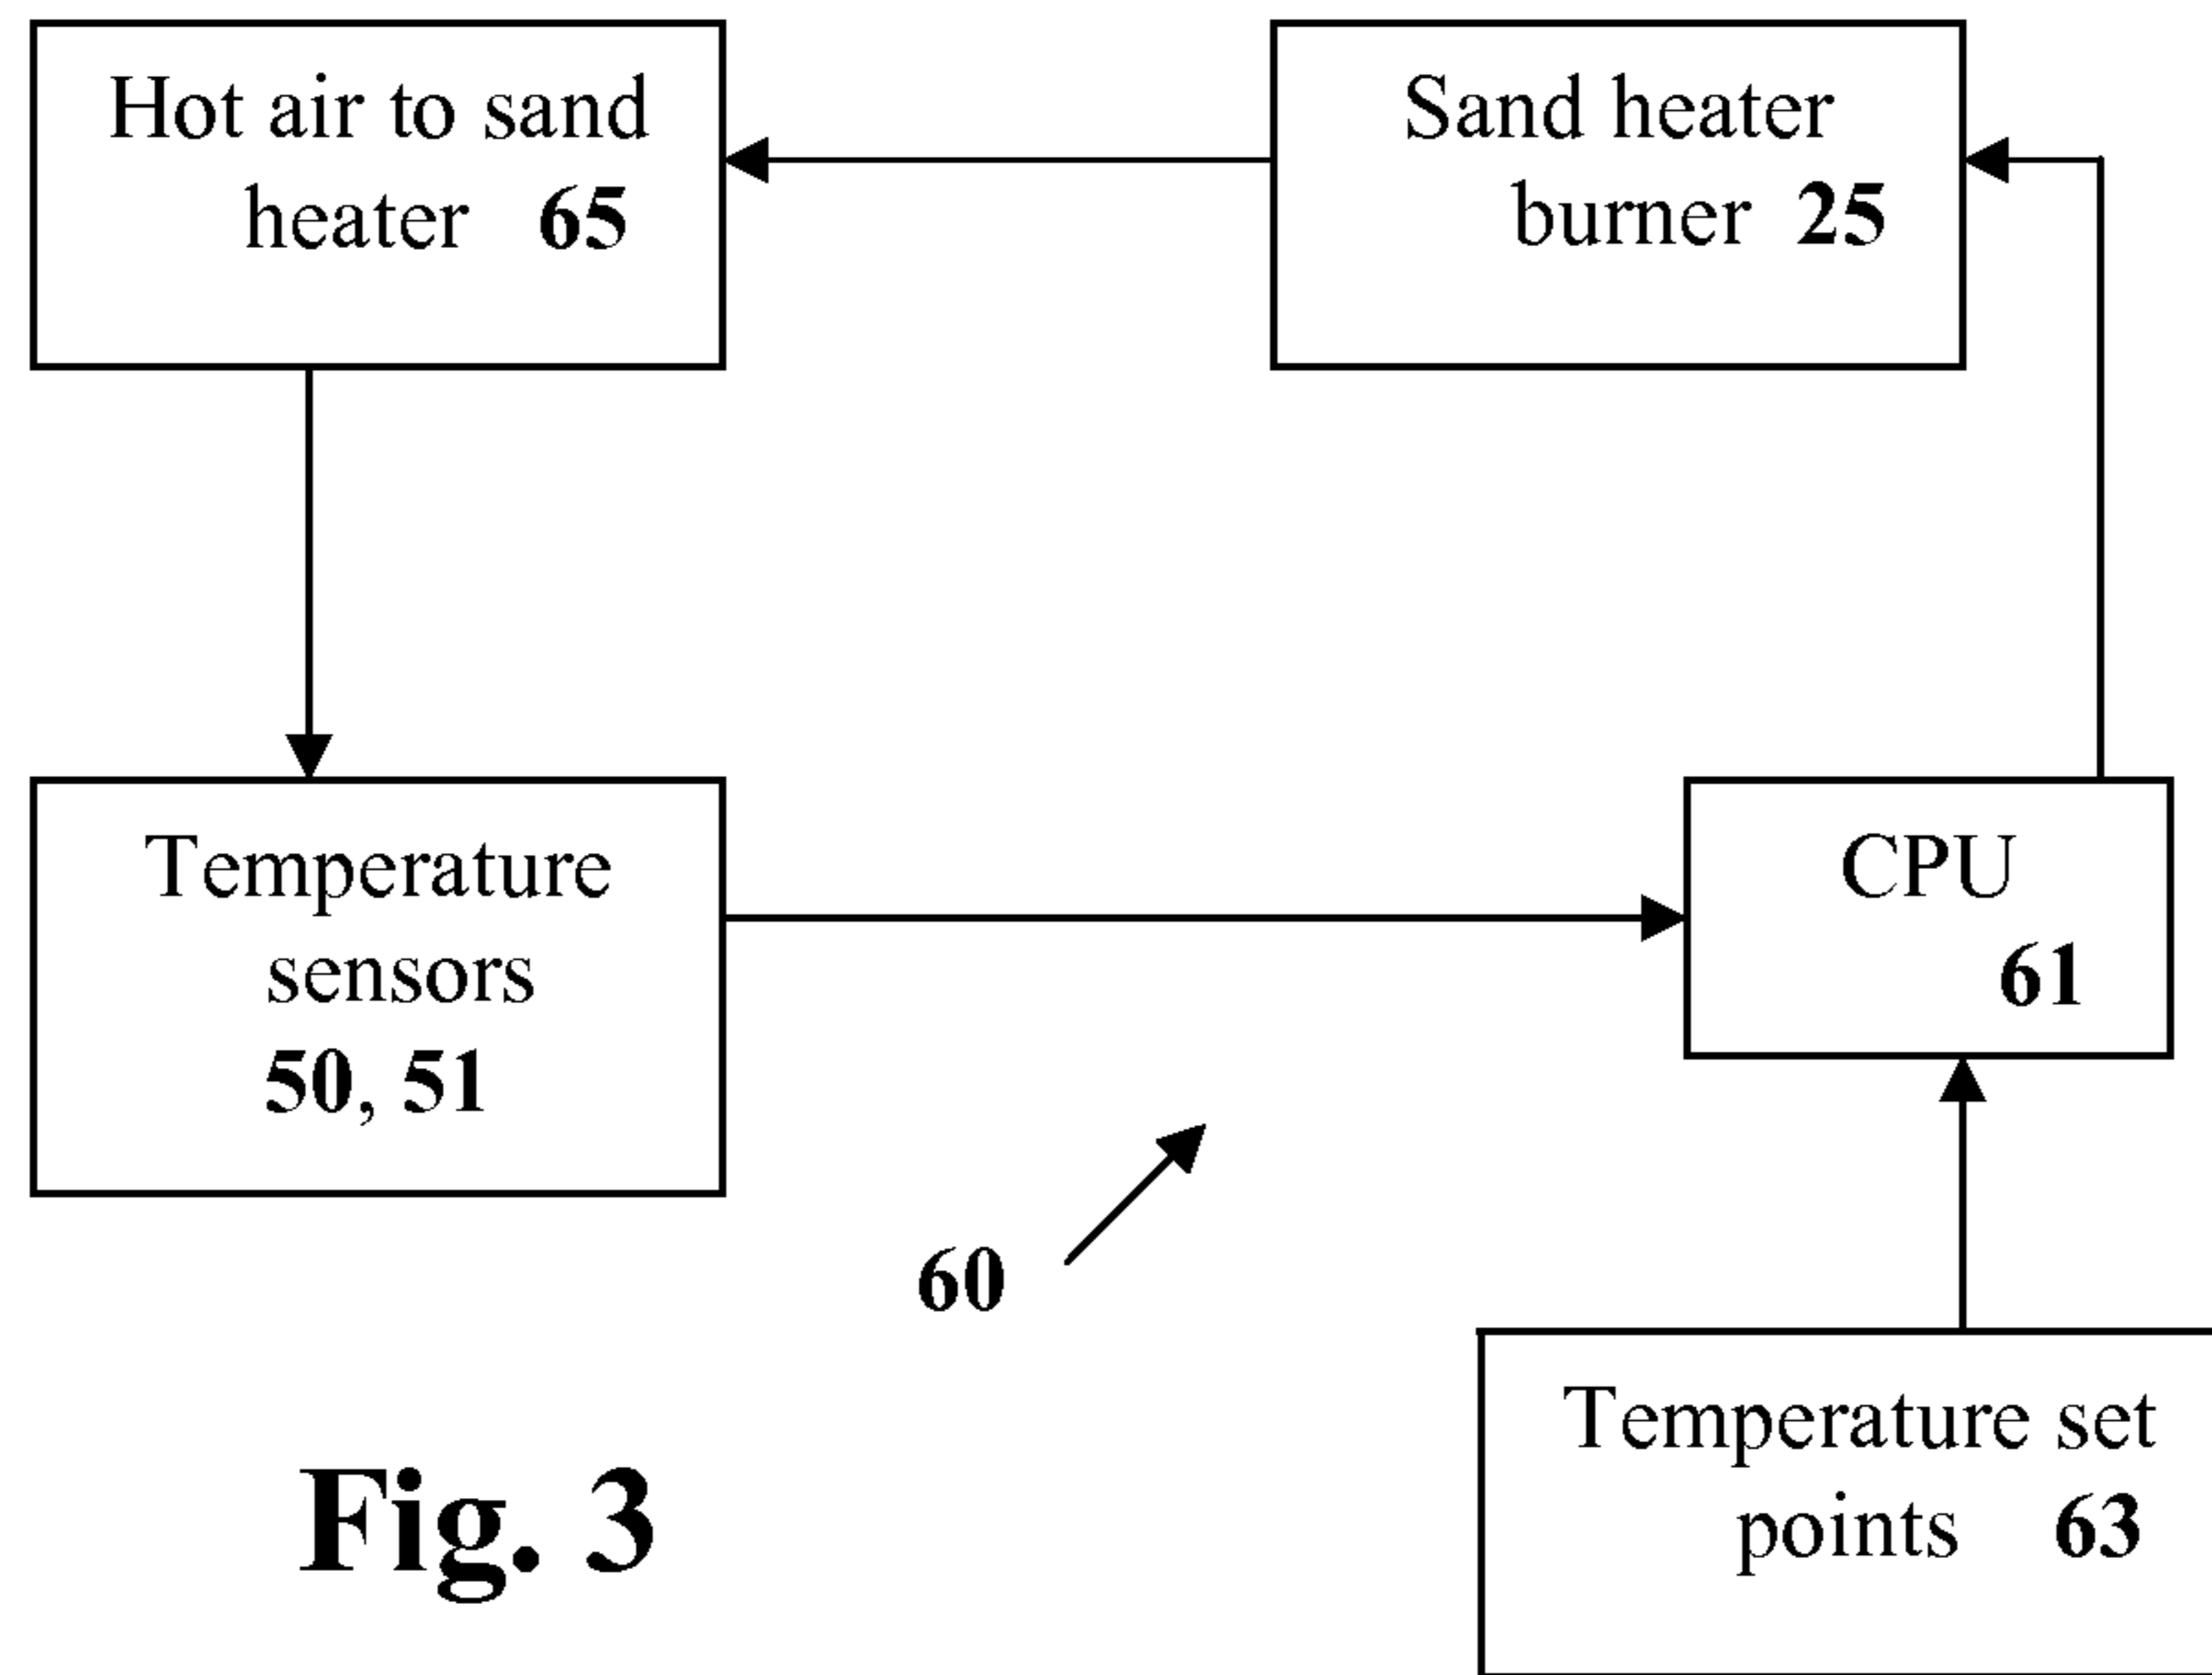 Hot air to sand
heater 65
Sand heater
burner 25
Temperature
sensors
50, 51
CPU
61
60
Temperature set
points 63
Fig. 3